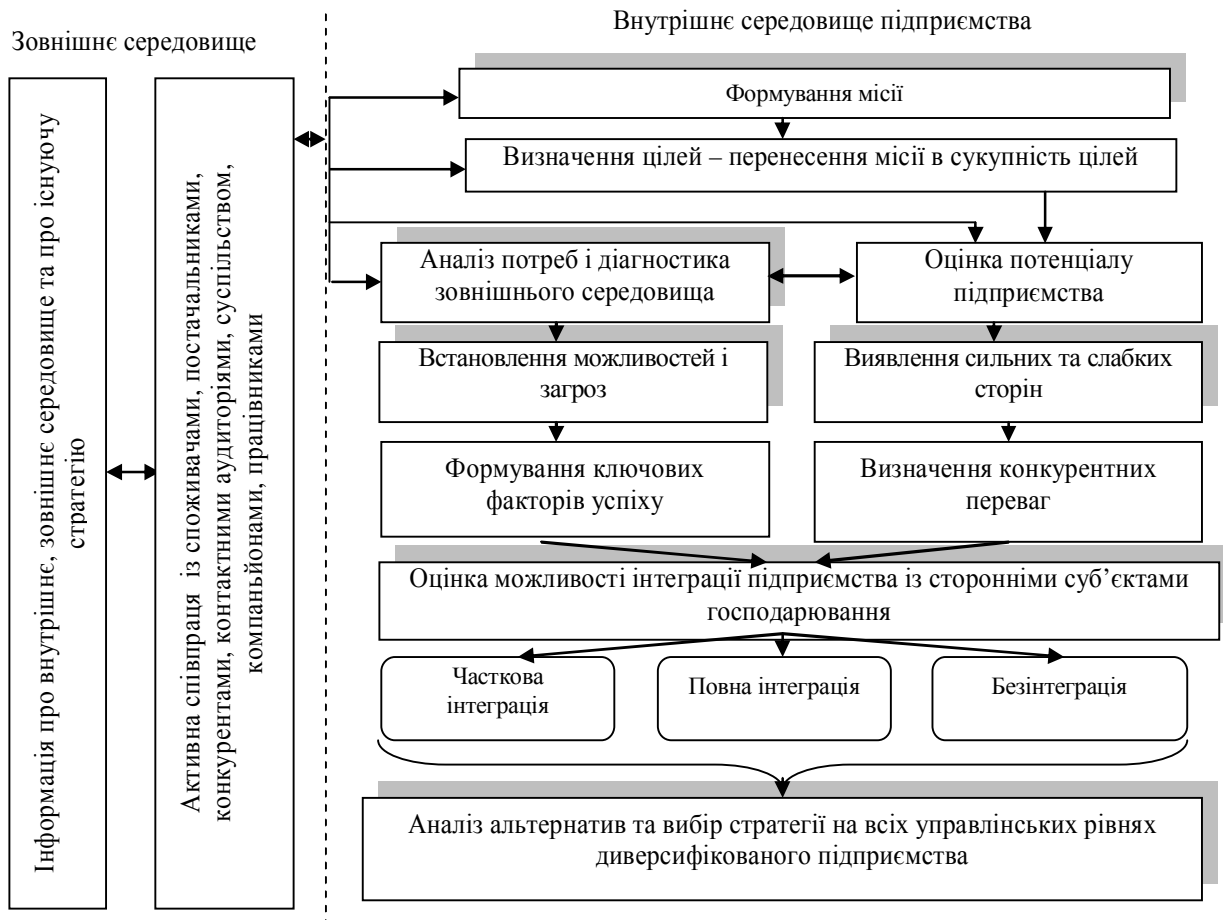 Зовнішнє середовище
Внутрішнє середовище підприємства
Інформація про внутрішнє, зовнішнє середовище та про існуючу
стратегію
Активна співпраця із споживачами, постачальниками,
конкурентами, контактними аудиторіями, суспільством,
компаньйонами, працівниками
Формування місії
Визначення цілей – перенесення місії в сукупність цілей
Аналіз потреб і діагностика
зовнішнього середовища
Оцінка потенціалу
підприємства
Встановлення можливостей і
загроз
Виявлення сильних та слабких
сторін
Формування ключових
факторів успіху
Визначення конкурентних
переваг
Оцінка можливості інтеграції підприємства із сторонніми суб’єктами
господарювання
Часткова
інтеграція
Повна інтеграція
Безінтеграція
Аналіз альтернатив та вибір стратегії на всіх управлінських рівнях
диверсифікованого підприємства